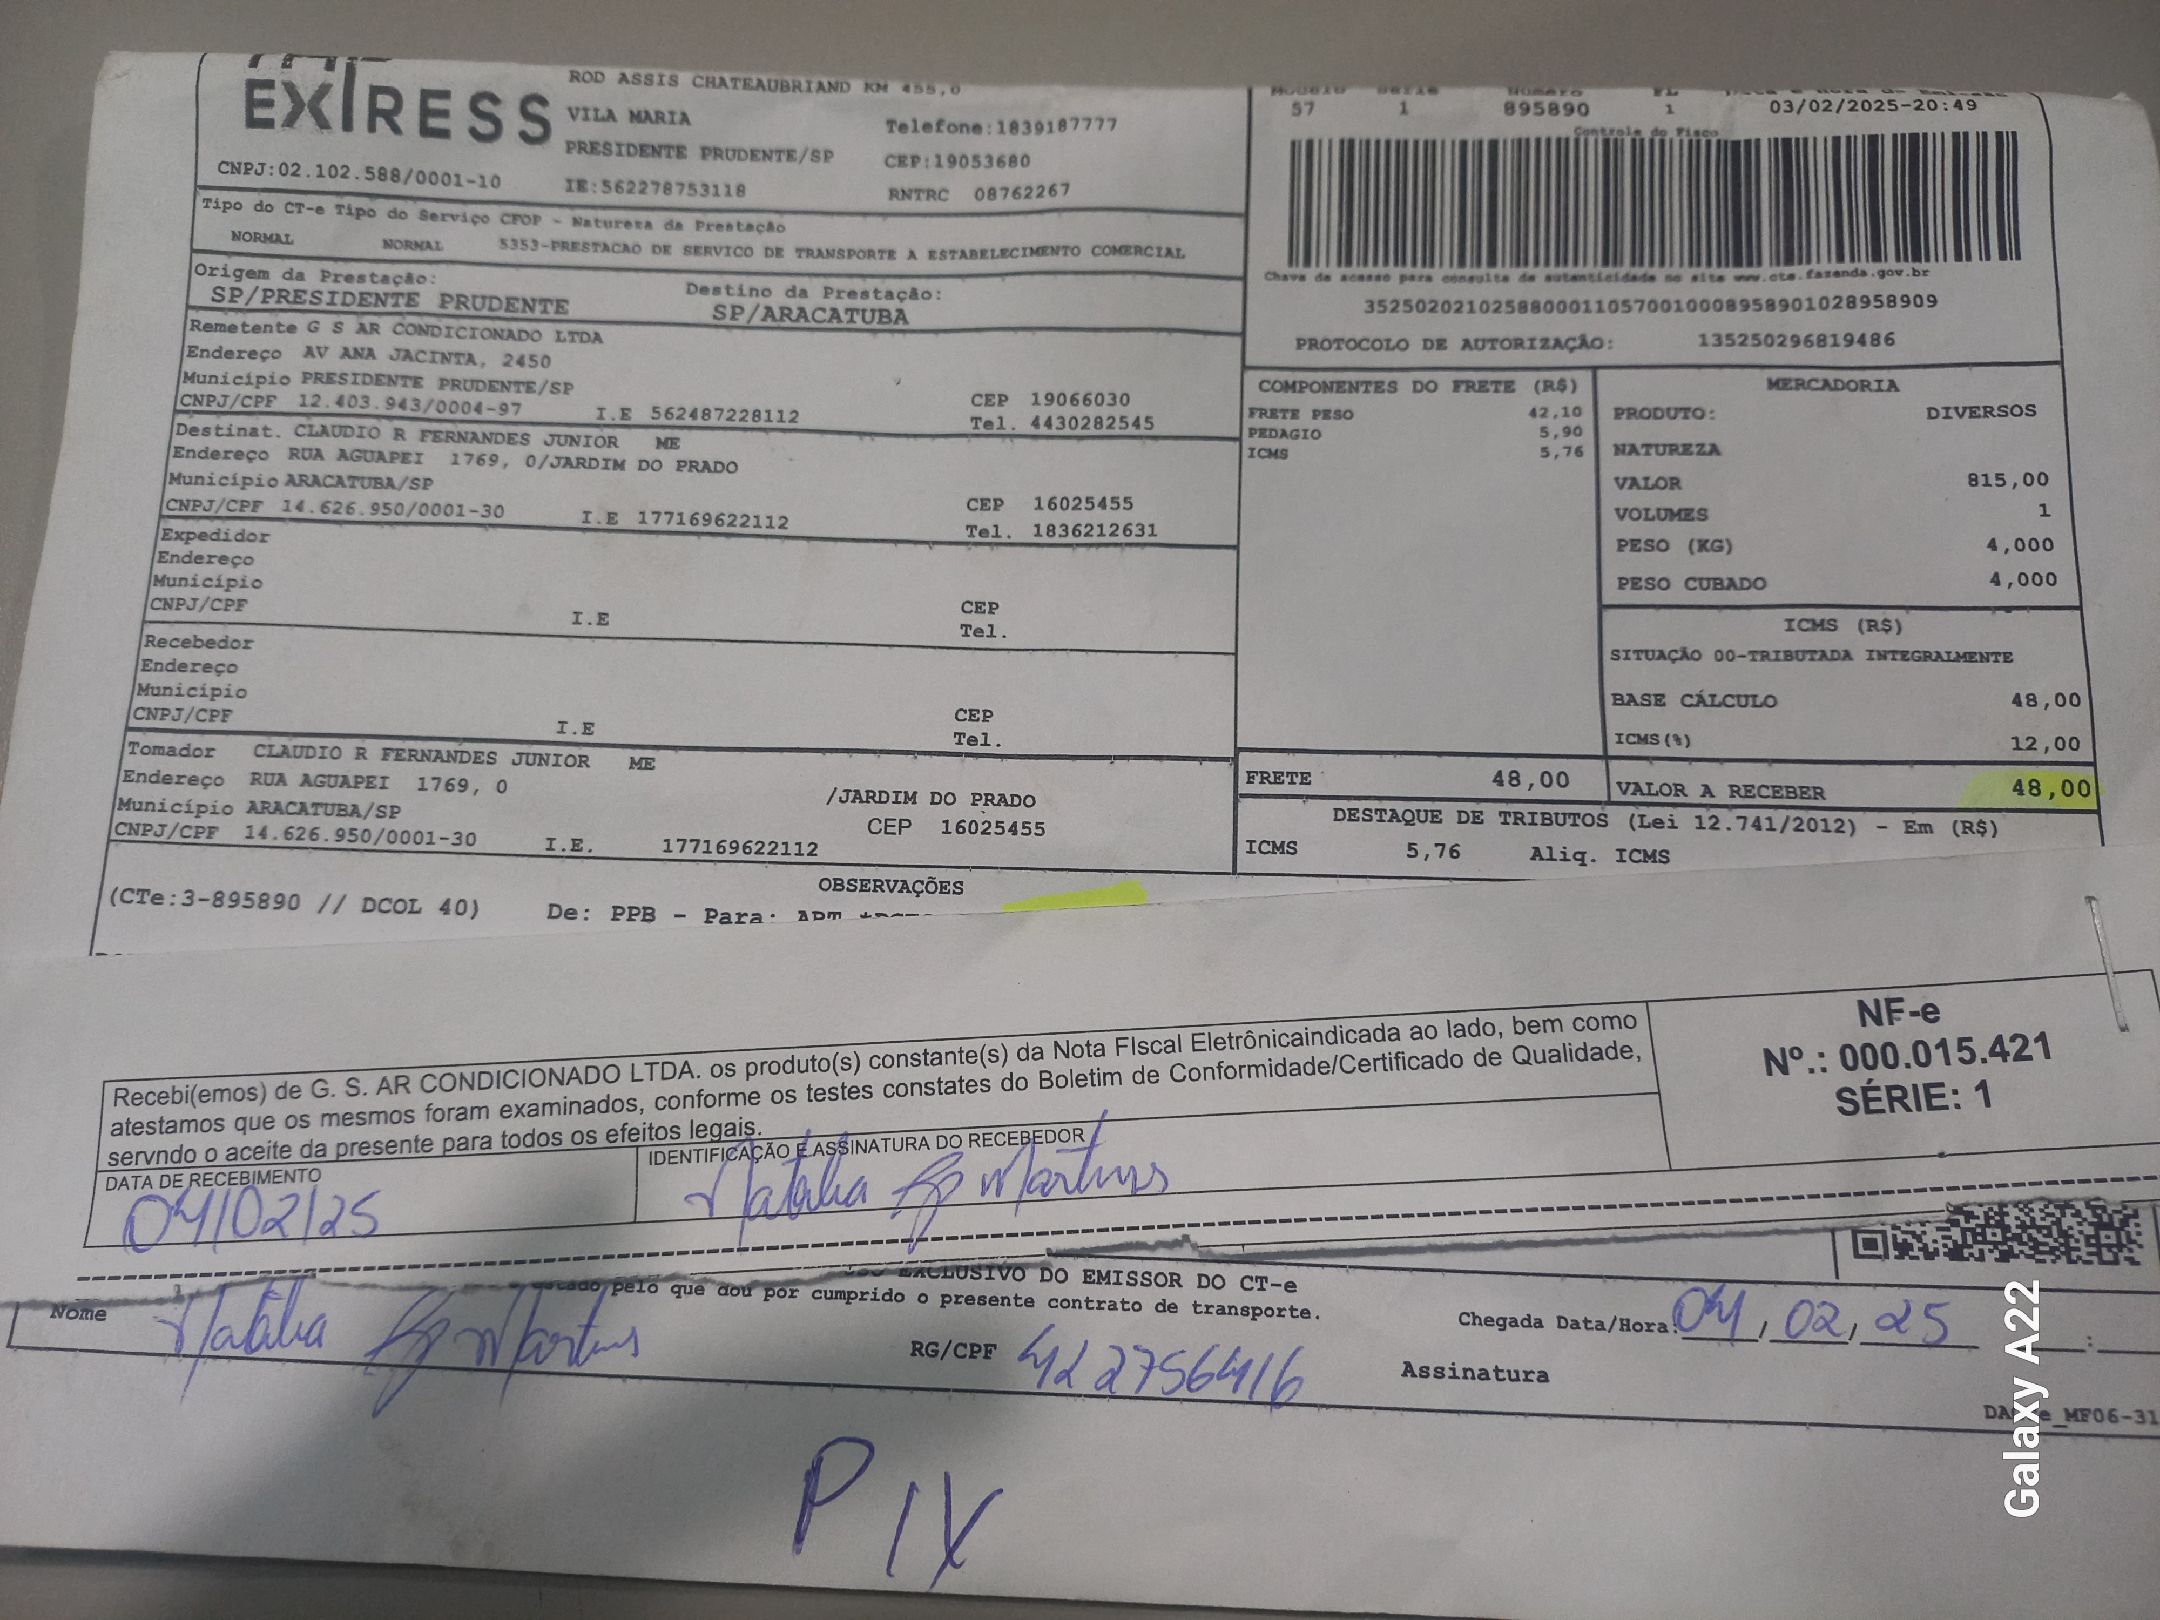 EXPRESS
ROD ASSIS CHATEAUBRIAND KM 455,0
VILA MARIA
Telefone:1839187777
PRESIDENTE PRUDENTE/SP
CEP:19053680
CNPJ:02.102.588/0001-10
IE:562278753118
RNTRC 08762267
57 1 895890 1 03/02/2025-20:49
Controle do Fisco
Chave de acesso para consulta de autenticidade no site www.cte.fazenda.gov.br
35250202102588000110570010008958901028958909
PROTOCOLO DE AUTORIZAÇÃO: 135250296819486
Tipo do CT-e Tipo do Serviço CFOP - Natureza da Prestação
NORMAL NORMAL 5353-PRESTACAO DE SERVICO DE TRANSPORTE A ESTABELECIMENTO COMERCIAL
Origem da Prestação: Destino da Prestação:
SP/PRESIDENTE PRUDENTE SP/ARACATUBA
Remetente G S AR CONDICIONADO LTDA
Endereço AV ANA JACINTA, 2450
Município PRESIDENTE PRUDENTE/SP CEP 19066030
CNPJ/CPF 12.403.943/0004-97 I.E 562487228112 Tel. 4430282545
Destinat. CLAUDIO R FERNANDES JUNIOR ME
Endereço RUA AGUAPEI 1769, 0/JARDIM DO PRADO
Município ARACATUBA/SP CEP 16025455
CNPJ/CPF 14.626.950/0001-30 I.E 177169622112 Tel. 1836212631
Expedidor
Endereço
Município CEP
CNPJ/CPF I.E Tel.
Recebedor
Endereço
Município CEP
CNPJ/CPF I.E Tel.
Tomador CLAUDIO R FERNANDES JUNIOR ME
Endereço RUA AGUAPEI 1769, 0 /JARDIM DO PRADO
Município ARACATUBA/SP CEP 16025455
CNPJ/CPF 14.626.950/0001-30 I.E. 177169622112
COMPONENTES DO FRETE (R$)
FRETE PESO 42,10
PEDAGIO 5,90
ICMS 5,76
MERCADORIA
PRODUTO: DIVERSOS
NATUREZA
VALOR 815,00
VOLUMES 1
PESO (KG) 4,000
PESO CUBADO 4,000
ICMS (R$)
SITUAÇÃO 00-TRIBUTADA INTEGRALMENTE
BASE CÁLCULO 48,00
ICMS(%) 12,00
FRETE 48,00 VALOR A RECEBER 48,00
DESTAQUE DE TRIBUTOS (Lei 12.741/2012) - Em (R$)
ICMS 5,76 Aliq. ICMS
OBSERVAÇÕES
(CTe:3-895890 // DCOL 40) De: PPB - Para:
Recebi(emos) de G. S. AR CONDICIONADO LTDA. os produto(s) constante(s) da Nota FIscal Eletrônicaindicada ao lado, bem como
atestamos que os mesmos foram examinados, conforme os testes constates do Boletim de Conformidade/Certificado de Qualidade,
servndo o aceite da presente para todos os efeitos legais.
NF-e
Nº.: 000.015.421
SÉRIE: 1
DATA DE RECEBIMENTO IDENTIFICAÇÃO E ASSINATURA DO RECEBEDOR
04/02/25 Natália Martins
EXCLUSIVO DO EMISSOR DO CT-e
pelo que dou por cumprido o presente contrato de transporte.
Nome Natália Martins
RG/CPF 422756416
Chegada Data/Hora: 04/02/25 :
Assinatura
MF06-31
PIX
Galaxy A22